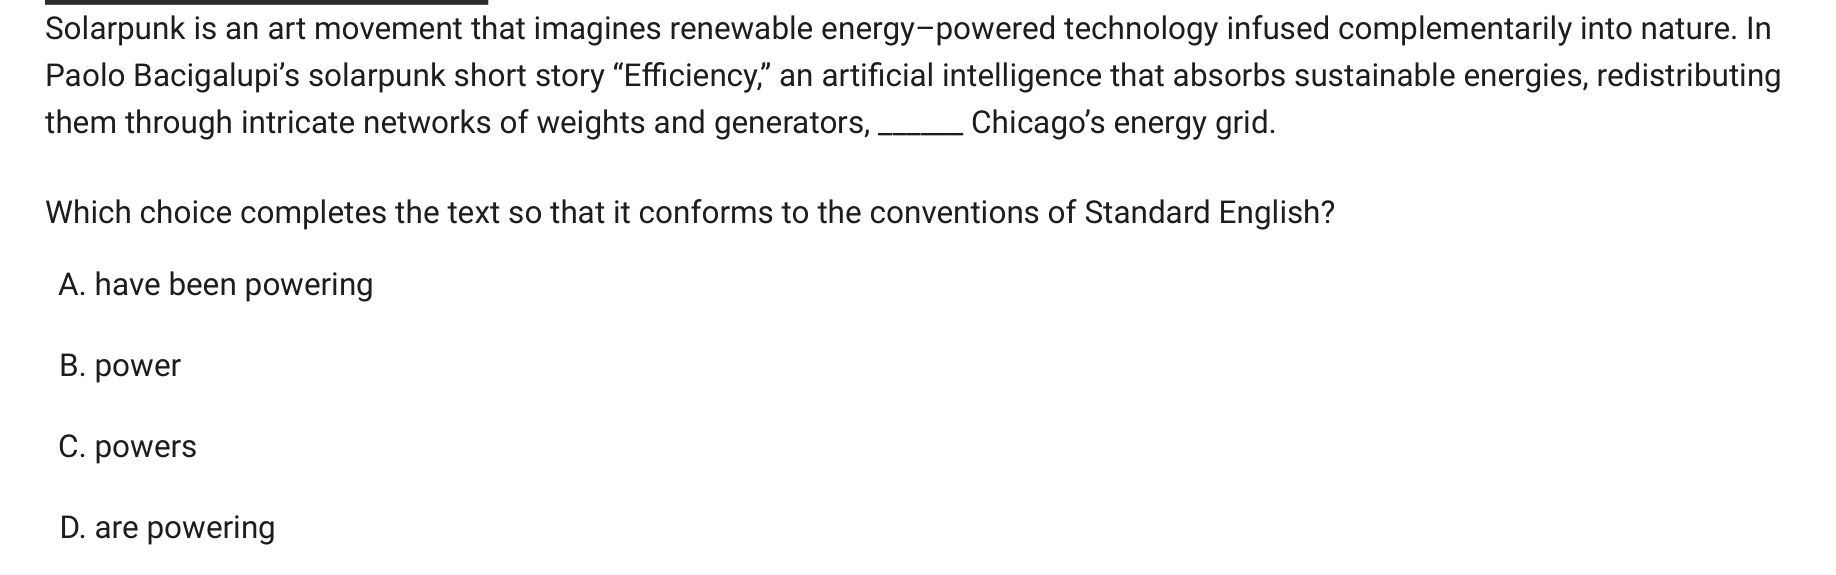 Solarpunk is an art movement that imagines renewable energy–powered technology infused complementarily into nature. In
Paolo Bacigalupi’s solarpunk short story “Efficiency,” an artificial intelligence that absorbs sustainable energies, redistributing
them through intricate networks of weights and generators, ______ Chicago’s energy grid.
Which choice completes the text so that it conforms to the conventions of Standard English?
A. have been powering
B. power
C. powers
D. are powering